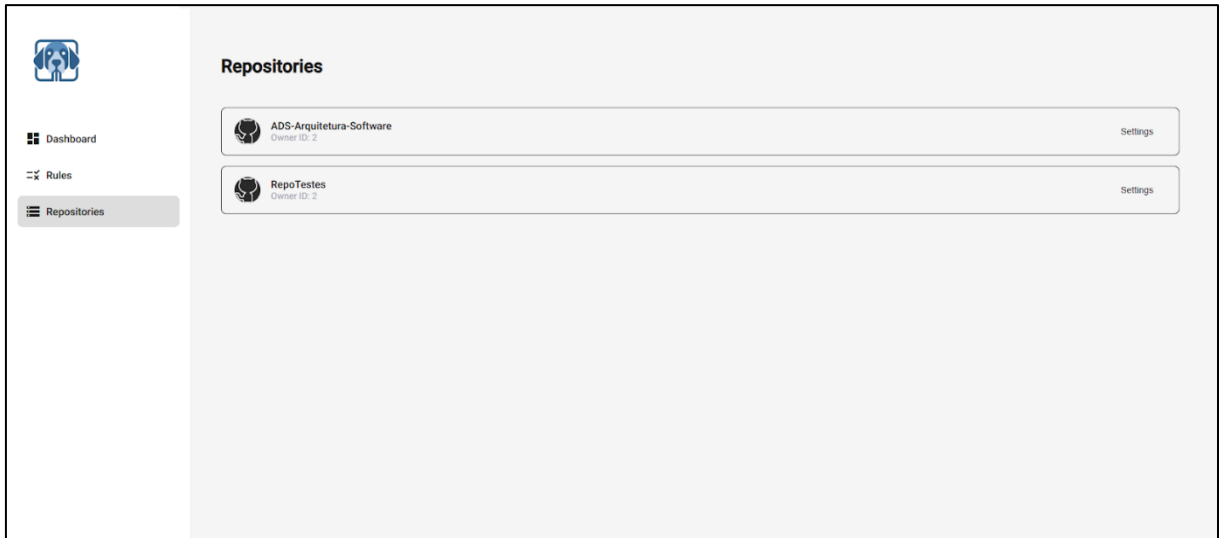 Dashboard
Rules
Repositories
Repositories
ADS-Arquitetura-Software
Owner ID: 2
Settings
RepoTestes
Owner ID: 2
Settings